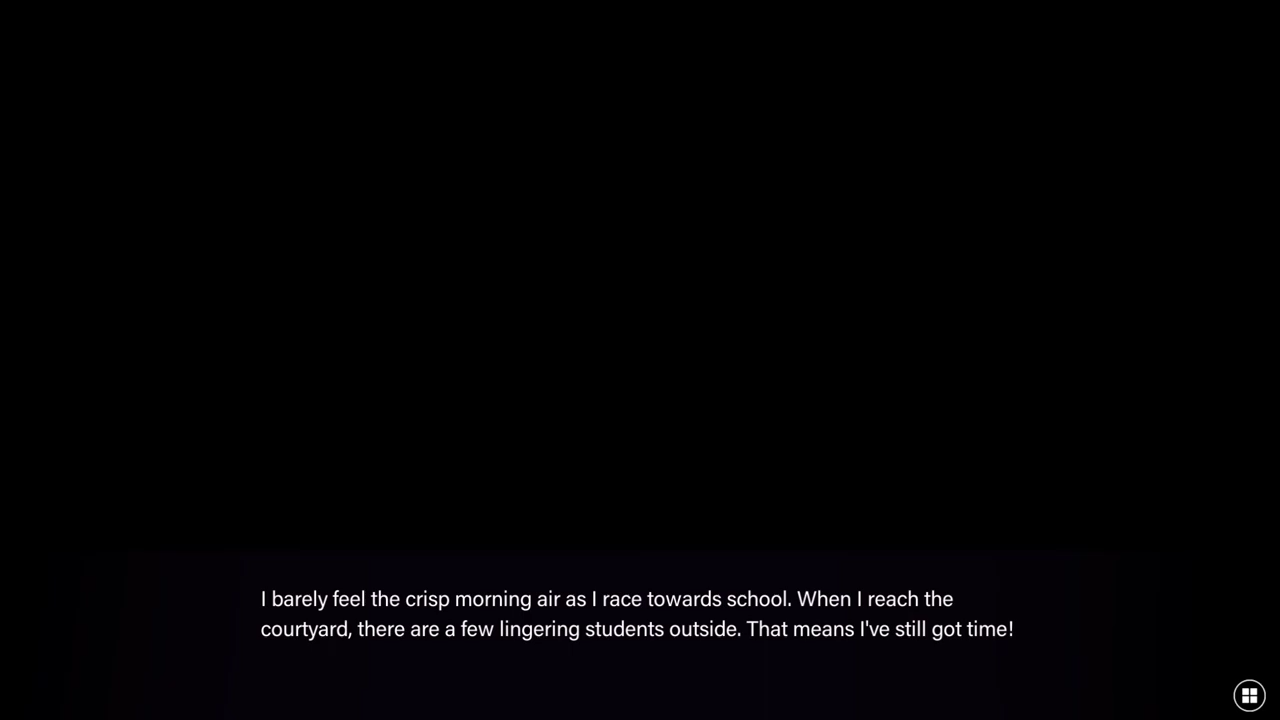 I barely feel the crisp morning air as I race towards school. When I reach the
courtyard, there are a few lingering students outside. That means I've still got time!